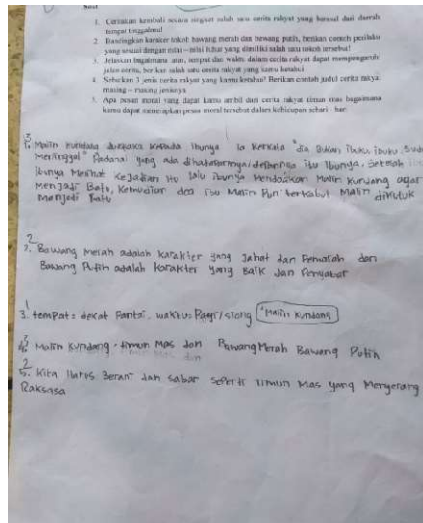 Soal
1. Ceritakan kembali secara singkat salah satu cerita rakyat yang berasal dari daerah
tempat tinggalmu!
2. Bandingkan karakter tokoh bawang merah dan bawang putih, berikan contoh perilaku
yang sesuai dengan nilai - nilai luhur yang dimiliki salah satu tokoh tersebut!
3. Jelaskan bagaimana alur, tempat dan waktu dalam cerita rakyat dapat mempengaruhi
jalan cerita, berikan salah satu cerita rakyat yang kamu ketahui!
4. Sebutkan 3 jenis cerita rakyat yang kamu ketahui! Berikan contoh judul cerita rakyat
masing - masing jenisnya
5. Apa pesan moral yang dapat kamu ambil dari cerita rakyat timun mas bagaimana
kamu dapat menerapkan pesan moral tersebut dalam kehidupan sehari - hari
3
1. Malin kundang durhaka kepada Ibunya Ia berkata "dia Bukan Ibuku, ibuku Sudah
meninggal" Padahal yang ada dihadapannya itu Ibunya, Setelah
ibunya Melihat Kejadian itu lalu ibunya Mendoakan Malin Kundang agar
Menjadi Batu, Kemudian doa ibu Malin Pun terkabul Malin dikutuk
menjadi Batu
2
2. Bawang merah adalah karakter yang Jahat dan Pemarah dan
Bawang Putih adalah karakter yang Baik dan Penyabar
1
3. tempat: dekat Pantai, waktu: Pagi/siang Malin Kundang
3
4. Malin Kundang, timun Mas dan Bawang Merah Bawang Putih
2
5. Kita Harus Berani dan sabar seperti timun Mas yang Menyerang
Raksasa